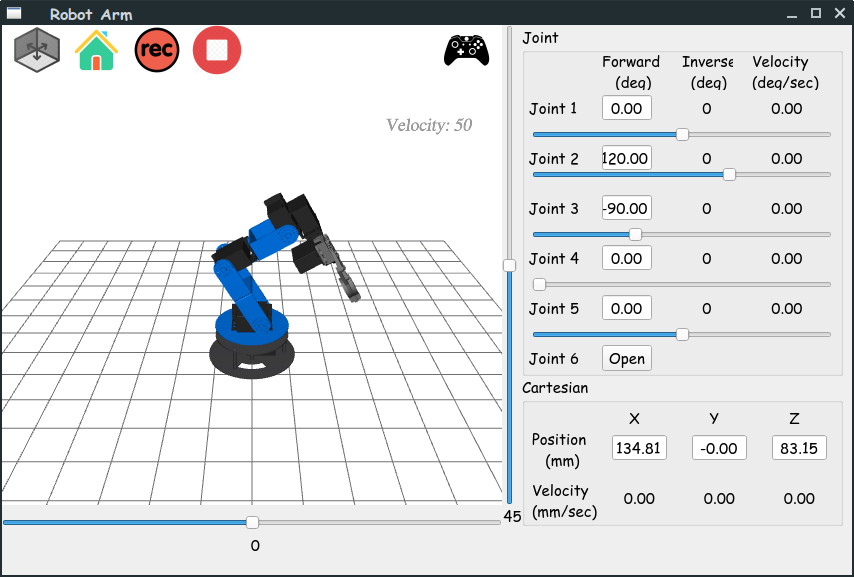 Robot Arm
rec
Velocity: 50
45
0
Joint
Forward (deg) Inverse (deg) Velocity (deg/sec)
Joint 1 0.00 0 0.00
Joint 2 120.00 0 0.00
Joint 3 -90.00 0 0.00
Joint 4 0.00 0 0.00
Joint 5 0.00 0 0.00
Joint 6 Open
Cartesian
X Y Z
Position (mm) 134.81 -0.00 83.15
Velocity (mm/sec) 0.00 0.00 0.00